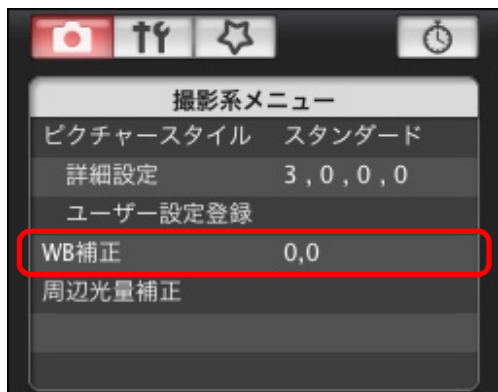 撮影系メニュー
ピクチャースタイル スタンダード
詳細設定 3 , 0 , 0 , 0
ユーザー設定登録
WB補正 0,0
周辺光量補正